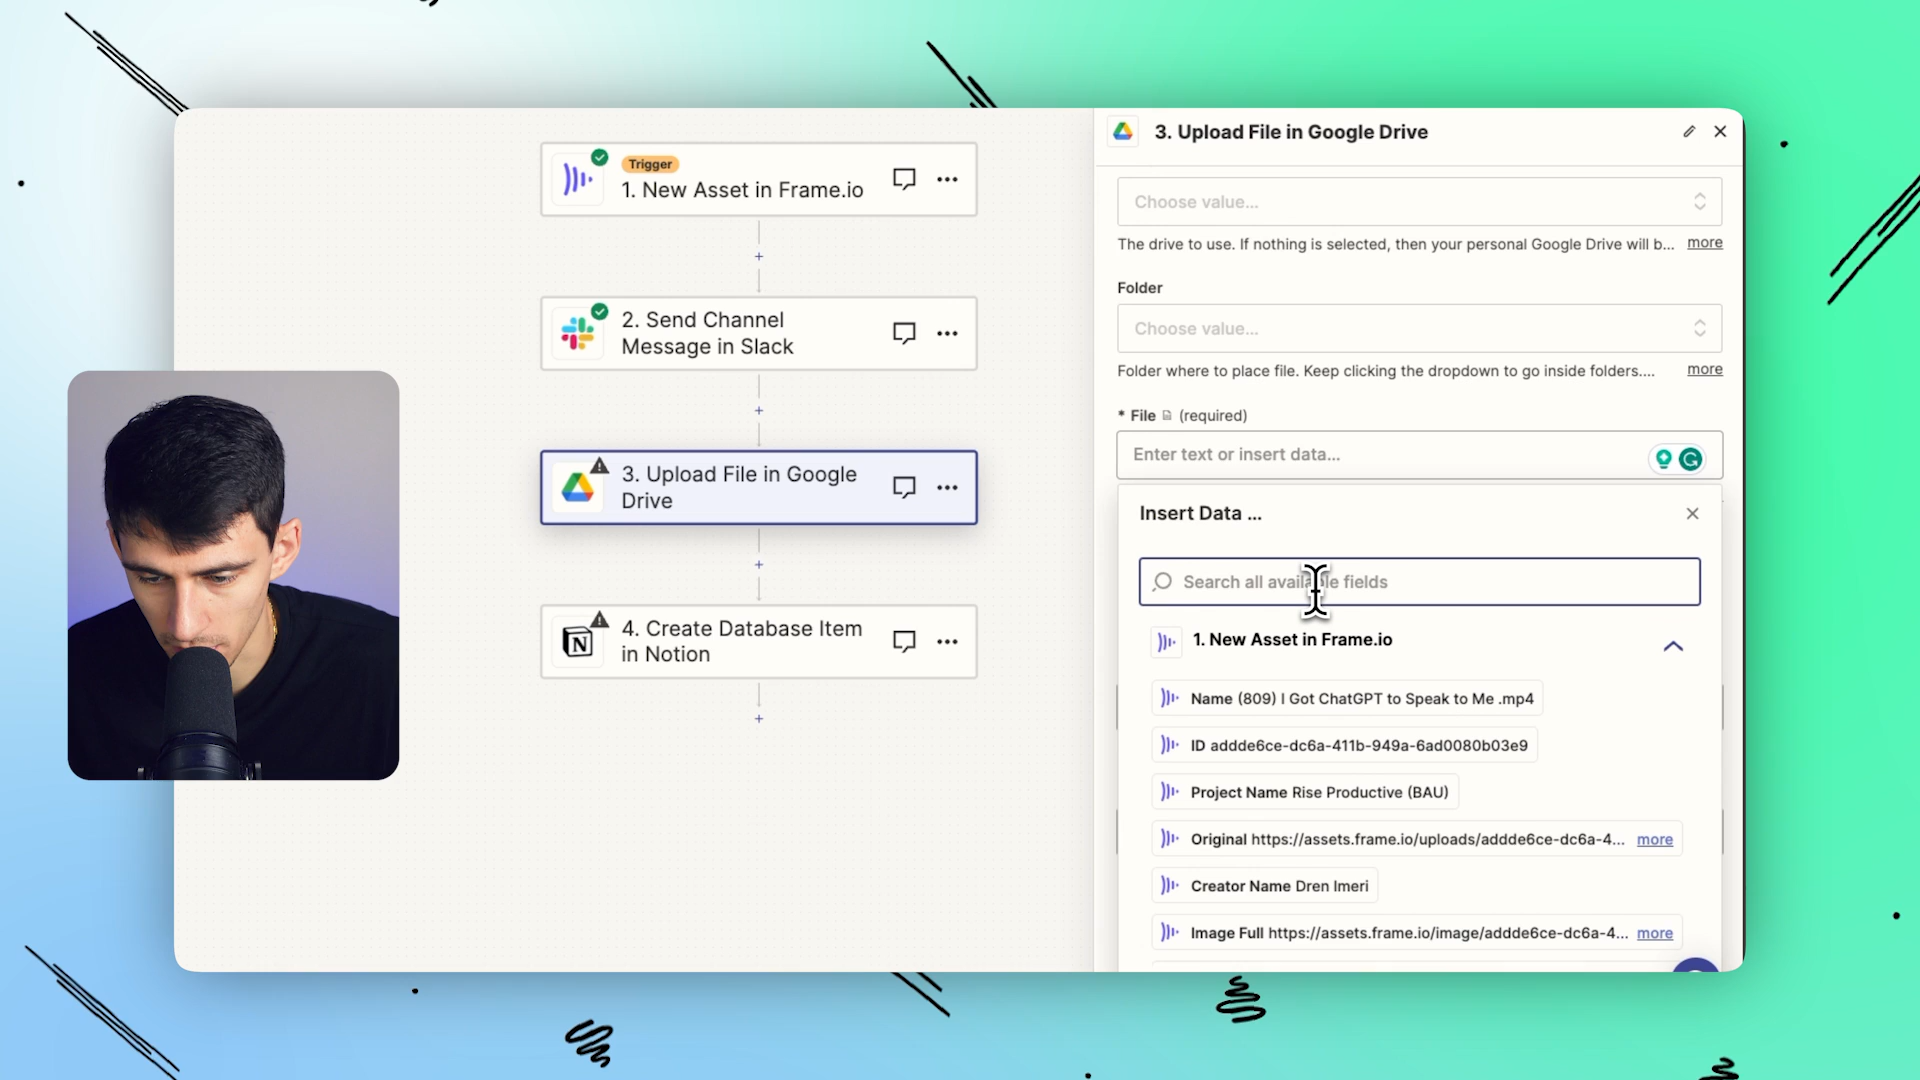 Trigger
1. New Asset in Frame.io
2. Send Channel
Message in Slack
3. Upload File in Google
Drive
4. Create Database Item
in Notion
3. Upload File in Google Drive
Choose value...
The drive to use. If nothing is selected, then your personal Google Drive will b... more
Folder
Choose value...
Folder where to place file. Keep clicking the dropdown to go inside folders.... more
* File (required)
Enter text or insert data...
Insert Data ...
Search all available fields
1. New Asset in Frame.io
Name (809) I Got ChatGPT to Speak to Me .mp4
ID addde6ce-dc6a-411b-949a-6ad0080b03e9
Project Name Rise Productive (BAU)
Original https://assets.frame.io/uploads/addde6ce-dc6a-4... more
Creator Name Dren Imeri
Image Full https://assets.frame.io/image/addde6ce-dc6a-4... more